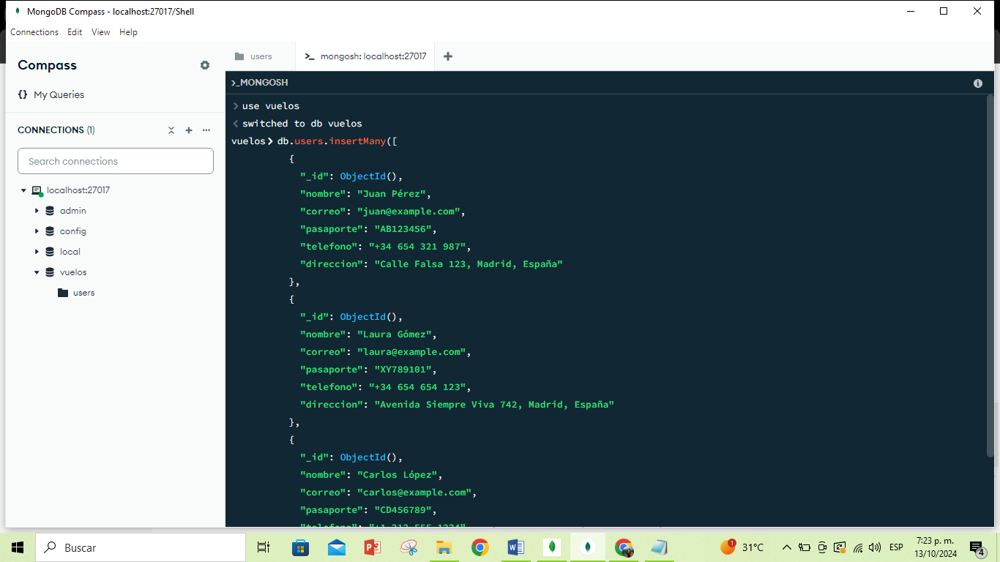 MongoDB Compass - localhost:27017/Shell
Connections Edit View Help
Compass
{} My Queries
CONNECTIONS (1)
Search connections
localhost:27017
admin
config
local
vuelos
users
users
>_ mongosh: localhost:27017
>_MONGOSH
> use vuelos
< switched to db vuelos
vuelos> db.users.insertMany([
{
"_id": ObjectId(),
"nombre": "Juan Pérez",
"correo": "juan@example.com",
"pasaporte": "AB123456",
"telefono": "+34 654 321 987",
"direccion": "Calle Falsa 123, Madrid, España"
},
{
"_id": ObjectId(),
"nombre": "Laura Gómez",
"correo": "laura@example.com",
"pasaporte": "XY789101",
"telefono": "+34 654 654 123",
"direccion": "Avenida Siempre Viva 742, Madrid, España"
},
{
"_id": ObjectId(),
"nombre": "Carlos López",
"correo": "carlos@example.com",
"pasaporte": "CD456789",
"telefono": "+1 212 555 1234"
Buscar
1
31°C
ESP
7:23 p. m.
13/10/2024
4